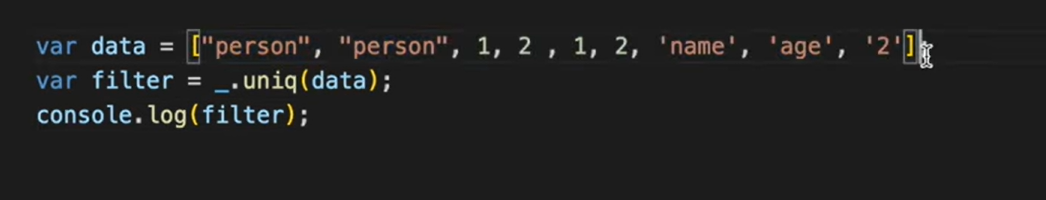 var data = ["person", "person", 1, 2 , 1, 2, 'name', 'age', '2'];
var filter = _.uniq(data);
console.log(filter);